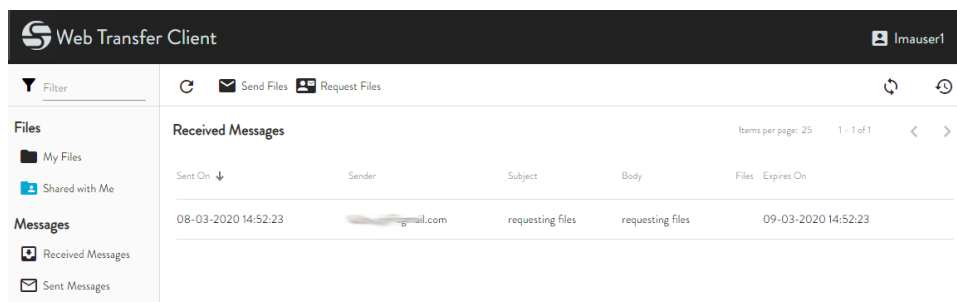 Web Transfer Client
Imauser1
Filter
Send Files
Request Files
Files
My Files
Shared with Me
Messages
Received Messages
Sent Messages
Received Messages
Items per page: 25 1 - 1 of 1
Sent On Sender Subject Body Files Expires On
08-03-2020 14:52:23 requesting files requesting files 09-03-2020 14:52:23